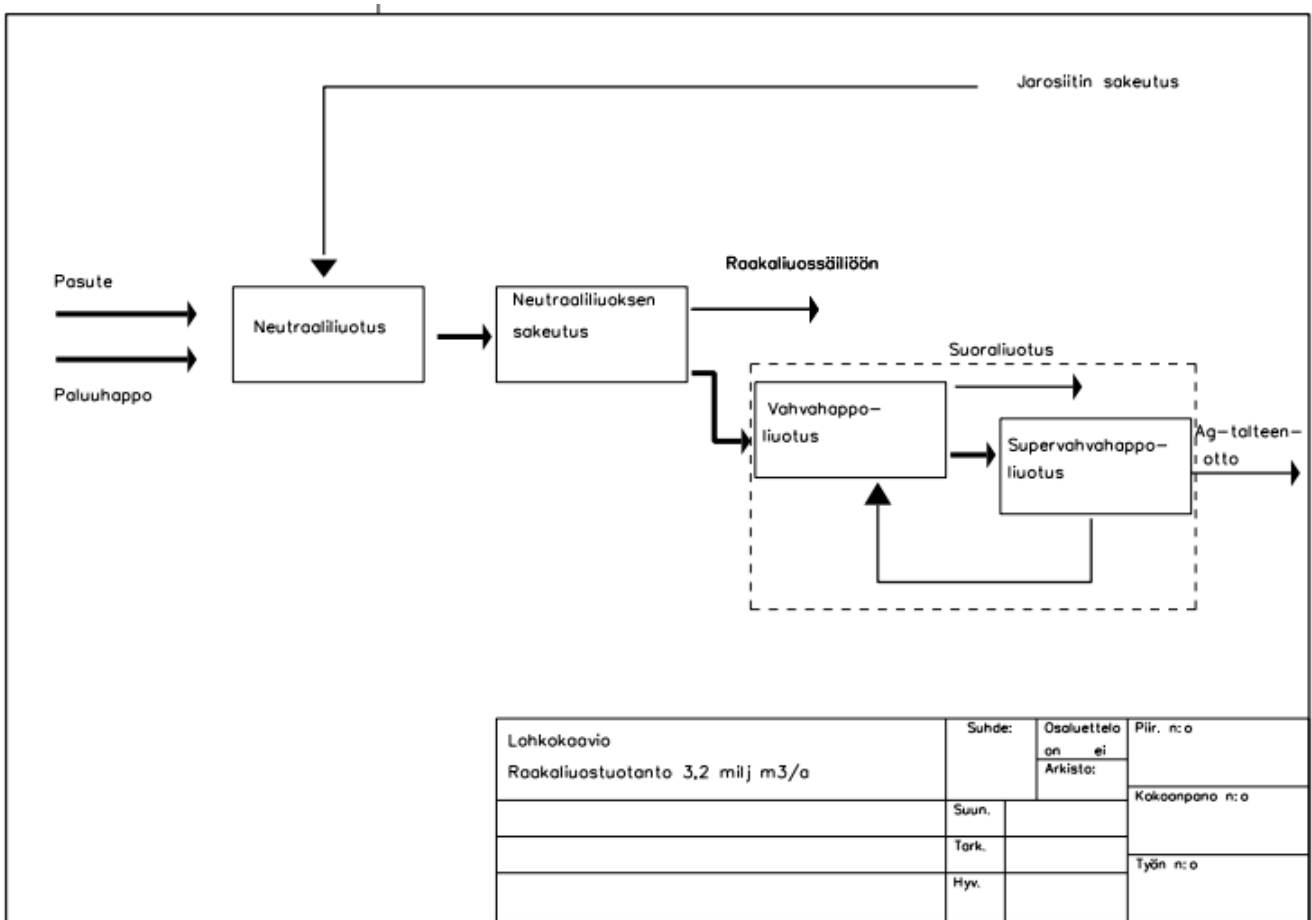 Jarosiitin sakeutus
Raakaliuossäiliöön
Pasute
Neutraaliliuotus
Neutraaliliuoksen
sakeutus
Paluuhappo
Suoraliuotus
Vahvahappo-
liuotus
Supervahvahappo-
liuotus
Ag-talteen-
otto
Lohkokaavio
Raakaliuostuotanto 3,2 milj m3/a
Suhde:
Osaluettelo
on ei
Arkisto:
Piir. n:o
Kokoonpano n:o
Työn n:o
Suun.
Tark.
Hyv.